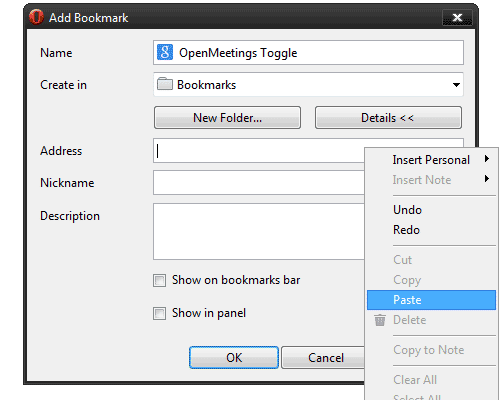 Add Bookmark
Name
OpenMeetings Toggle
Create in
Bookmarks
New Folder...
Details <<
Address
Nickname
Description
Show on bookmarks bar
Show in panel
OK
Cancel
Insert Personal
Insert Note
Undo
Redo
Cut
Copy
Paste
Delete
Copy to Note
Clear All
Select All